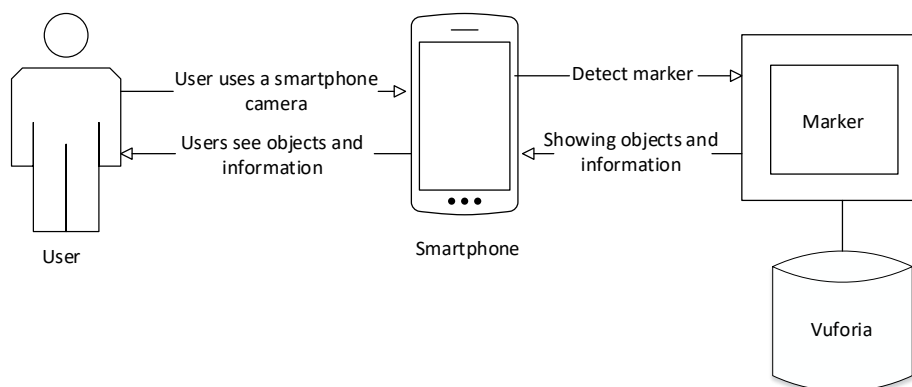 User uses a smartphone
camera
Users see objects and
information
User
Smartphone
Detect marker
Showing objects and
information
Marker
Vuforia